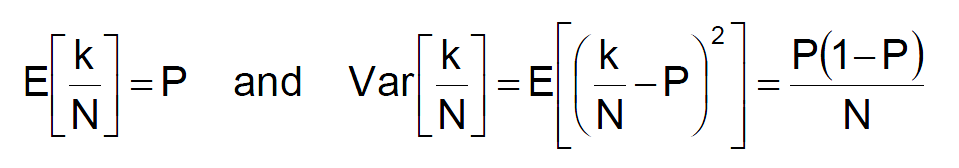 E[k/N] = P and Var[k/N] = E[(k/N − P)²] = P(1−P)/N